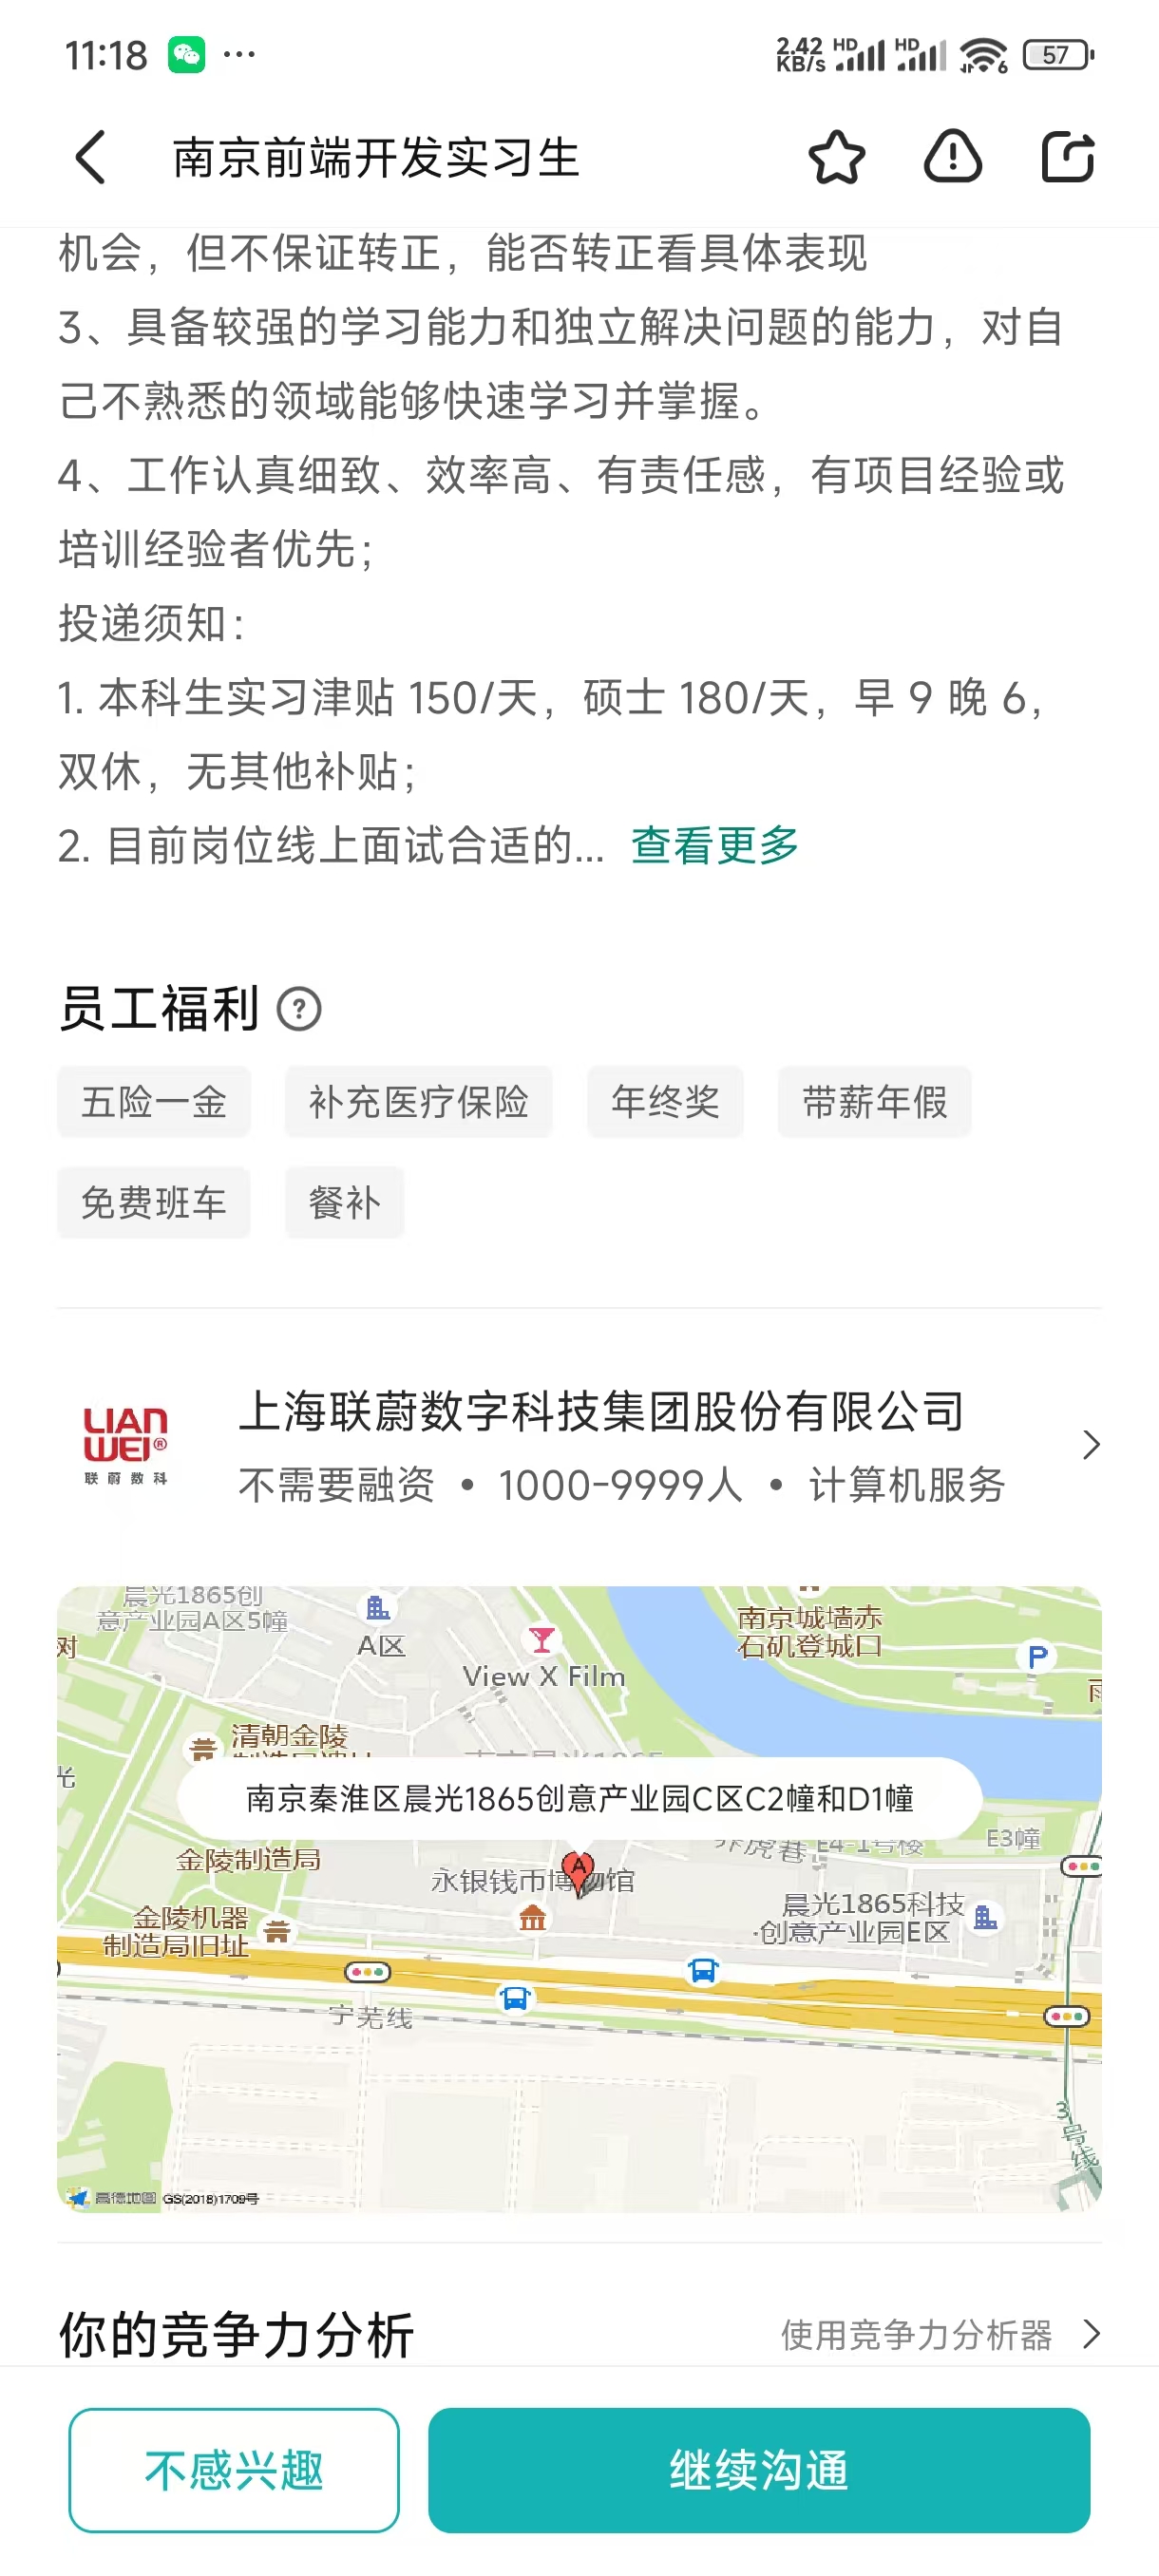 11:18
2.42
KB/s
HD
HD
6
57
南京前端开发实习生
机会，但不保证转正，能否转正看具体表现
3、具备较强的学习能力和独立解决问题的能力，对自
己不熟悉的领域能够快速学习并掌握。
4、工作认真细致、效率高、有责任感，有项目经验或
培训经验者优先；
投递须知：
1. 本科生实习津贴 150/天，硕士 180/天，早 9 晚 6，
双休，无其他补贴；
2. 目前岗位线上面试合适的... 查看更多
员工福利
五险一金 补充医疗保险 年终奖 带薪年假
免费班车 餐补
LIAN
WEI®
联蔚数科
上海联蔚数字科技集团股份有限公司
不需要融资 • 1000-9999人 • 计算机服务
晨光1865创
意产业园A区5幢
A区
View X Film
南京城墙赤
石矶登城口
P
树
清朝金陵
光
南京秦淮区晨光1865创意产业园C区C2幢和D1幢
E4-1号楼
E3幢
金陵制造局
永银钱币博物馆
A
晨光1865科技
·创意产业园E区
金陵机器
制造局旧址
宁芜线
3
号
线
高德地图 GS(2018)1709号
你的竞争力分析
使用竞争力分析器
不感兴趣
继续沟通